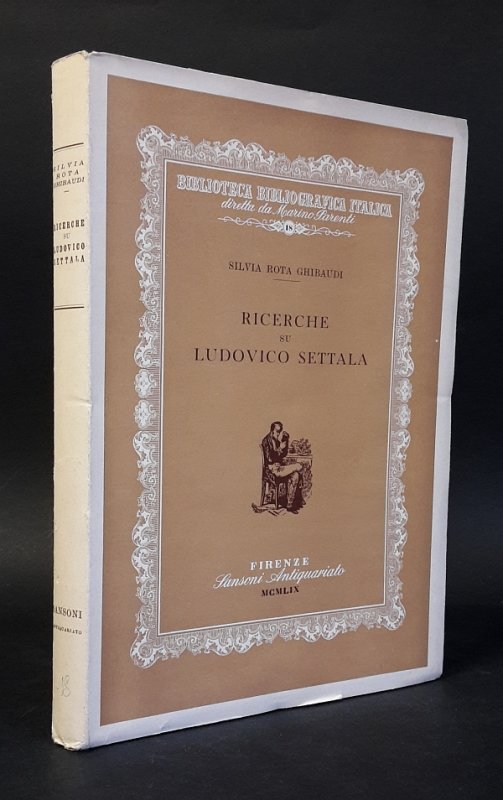 SILVIA
ROTA
GHIBAUDI
RICERCHE
SU
LUDOVICO
SETTALA
SANSONI
ANTIQUARIATO
18
BIBLIOTECA BIBLIOGRAFICA ITALICA
diretta da Marino Parenti
18
SILVIA ROTA GHIBAUDI
RICERCHE
SU
LUDOVICO SETTALA
FIRENZE
Sansoni Antiquariato
MCMLIX